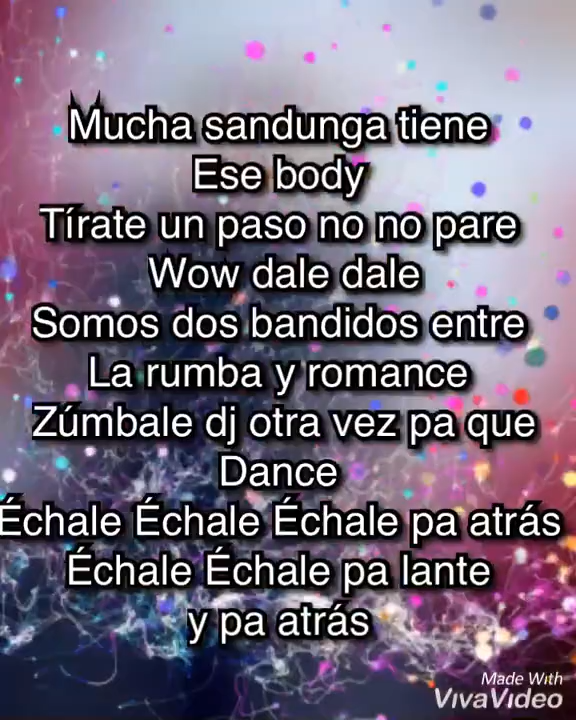 Mucha sandunga tiene
Ese body
Tírate un paso no no pare
Wow dale dale
Somos dos bandidos entre
La rumba y romance
Zúmbale dj otra vez pa que
Dance
Échale Échale Échale pa atrás
Échale Échale pa lante
y pa atrás
Made With
VivaVideo